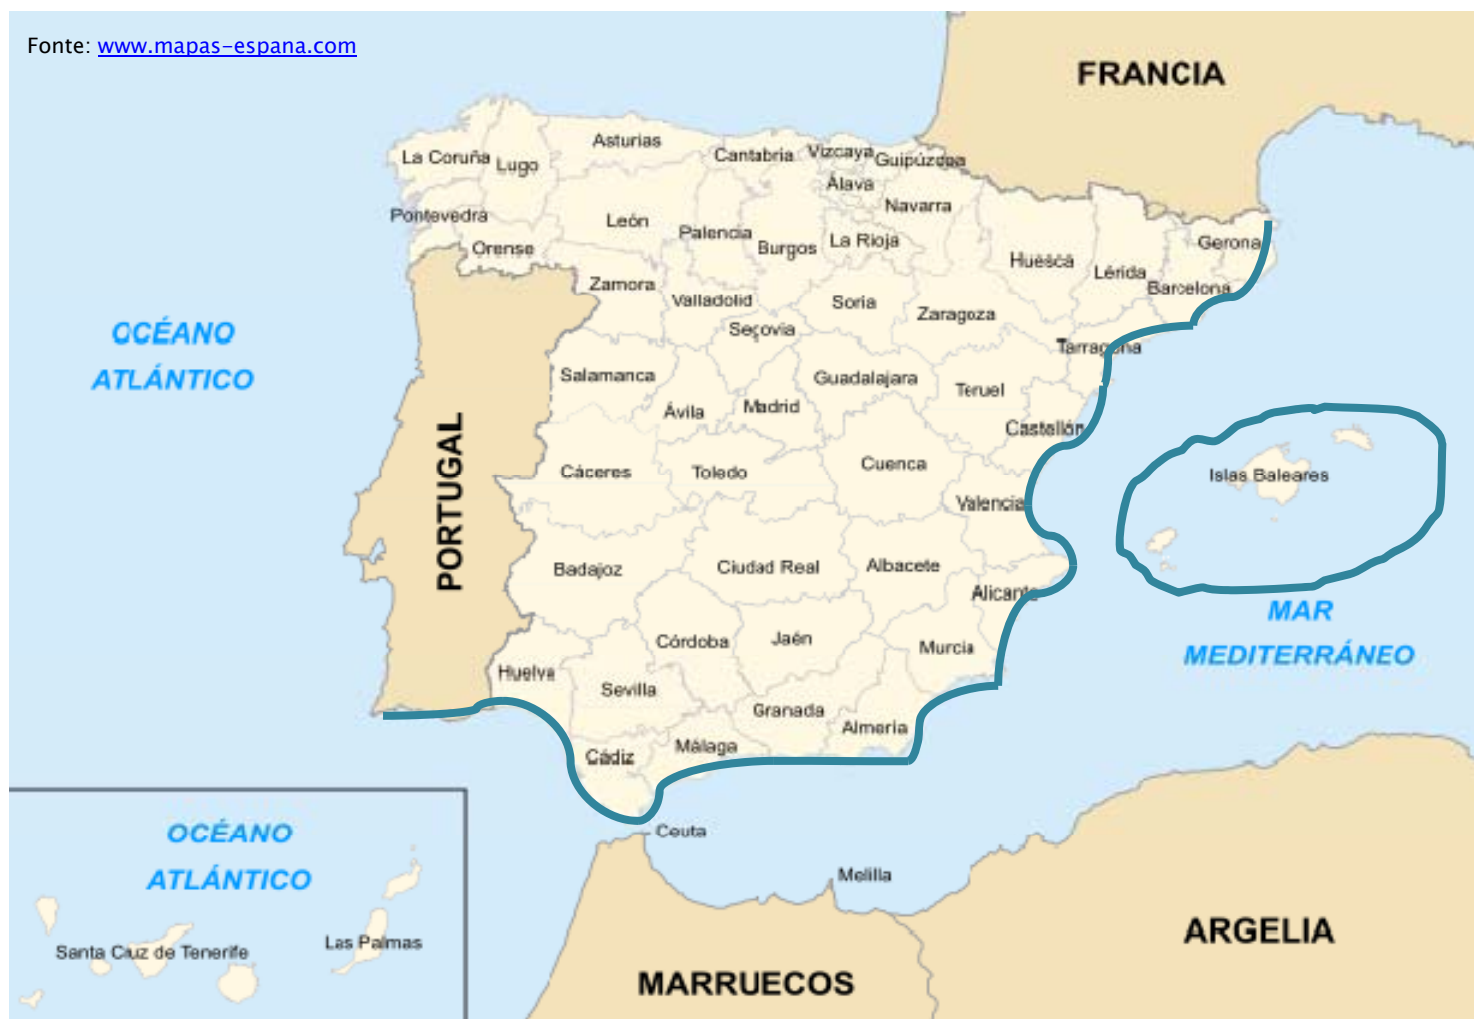 Fonte: www.mapas-espana.com
FRANCIA
Asturias
La Coruña
Lugo
Cantabria
Vizcaya
Guipúzcoa
Álava
Navarra
Pontevedra
León
Palencia
Burgos
La Rioja
Orense
Huesca
Lérida
Gerona
Zamora
Valladolid
Soria
Zaragoza
Barcelona
Segovia
Tarragona
OCÉANO
ATLÁNTICO
Salamanca
Ávila
Madrid
Guadalajara
Teruel
Castellón
PORTUGAL
Cáceres
Toledo
Cuenca
Valencia
Islas Baleares
Badajoz
Ciudad Real
Albacete
Alicante
MAR
MEDITERRÁNEO
Huelva
Córdoba
Jaén
Murcia
Sevilla
Granada
Almería
Cádiz
Málaga
Ceuta
Melilla
OCÉANO
ATLÁNTICO
Santa Cruz de Tenerife
Las Palmas
MARRUECOS
ARGELIA